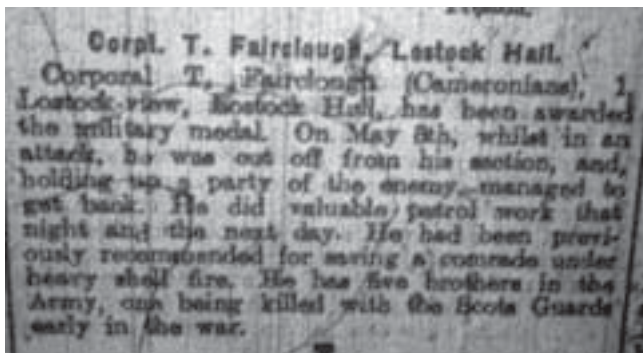 Corpl. T. Fairclough, Lostock Hall.
Corporal T. Fairclough (Cameronians), 1,
Lostock-view, Lostock Hall, has been awarded
the military medal. On May 8th, whilst in an
attack, he was cut off from his section, and,
holding up a party of the enemy, managed to
get back. He did valuable patrol work that
night and the next day. He had been previ-
ously recommended for saving a comrade under
heavy shell fire. He has five brothers in the
Army, one being killed with the Scots Guards
early in the war.